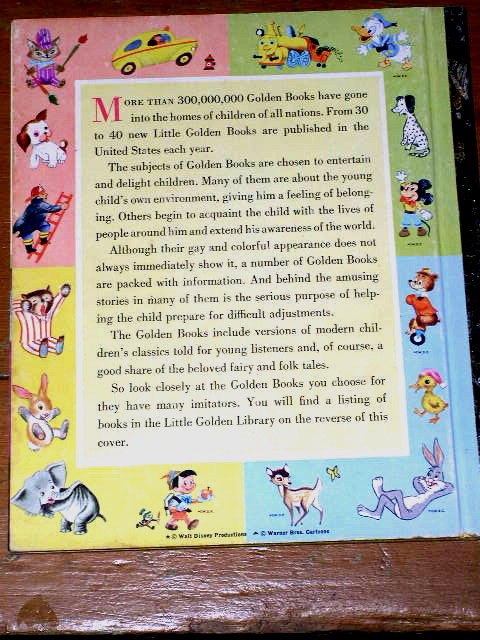 MORE THAN 300,000,000 Golden Books have gone
into the homes of children of all nations. From 30
to 40 new Little Golden Books are published in the
United States each year.
The subjects of Golden Books are chosen to entertain
and delight children. Many of them are about the young
child's own environment, giving him a feeling of belong-
ing. Others begin to acquaint the child with the lives of
people around him and extend his awareness of the world.
Although their gay and colorful appearance does not
always immediately show it, a number of Golden Books
are packed with information. And behind the amusing
stories in many of them is the serious purpose of help-
ing the child prepare for difficult adjustments.
The Golden Books include versions of modern chil-
dren's classics told for young listeners and, of course, a
good share of the beloved fairy and folk tales.
So look closely at the Golden Books you choose for
they have many imitators. You will find a listing of
books in the Little Golden Library on the reverse of this
cover.
★ © Walt Disney Productions ▲ © Warner Bros. Cartoons